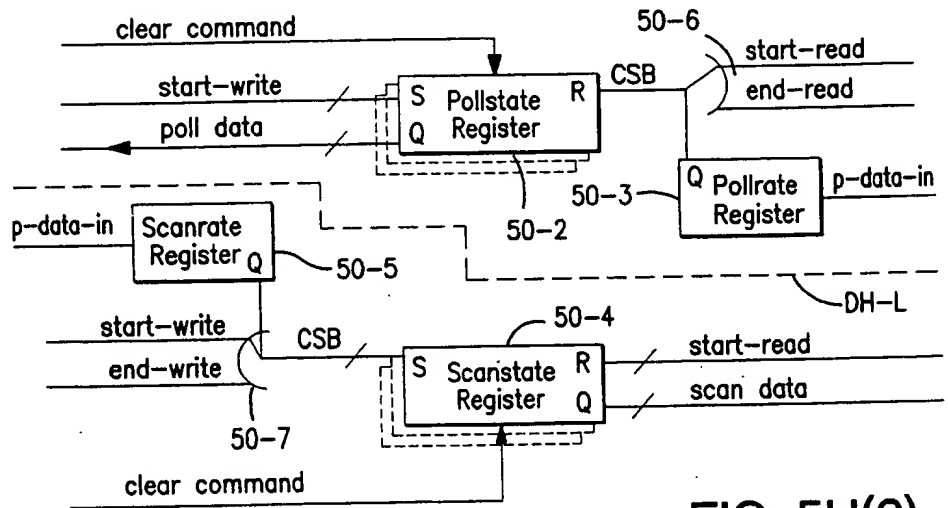 clear command
50-6
start-read
CSB
start-write
S Pollstate R
Register
end-read
poll data
Q
Q Pollrate
Register
p-data-in
50-3
50-2
p-data-in
Scanrate
Register Q
50-5
DH-L
start-write
50-4
CSB
S Scanstate R
Register Q
start-read
end-write
scan data
50-7
clear command